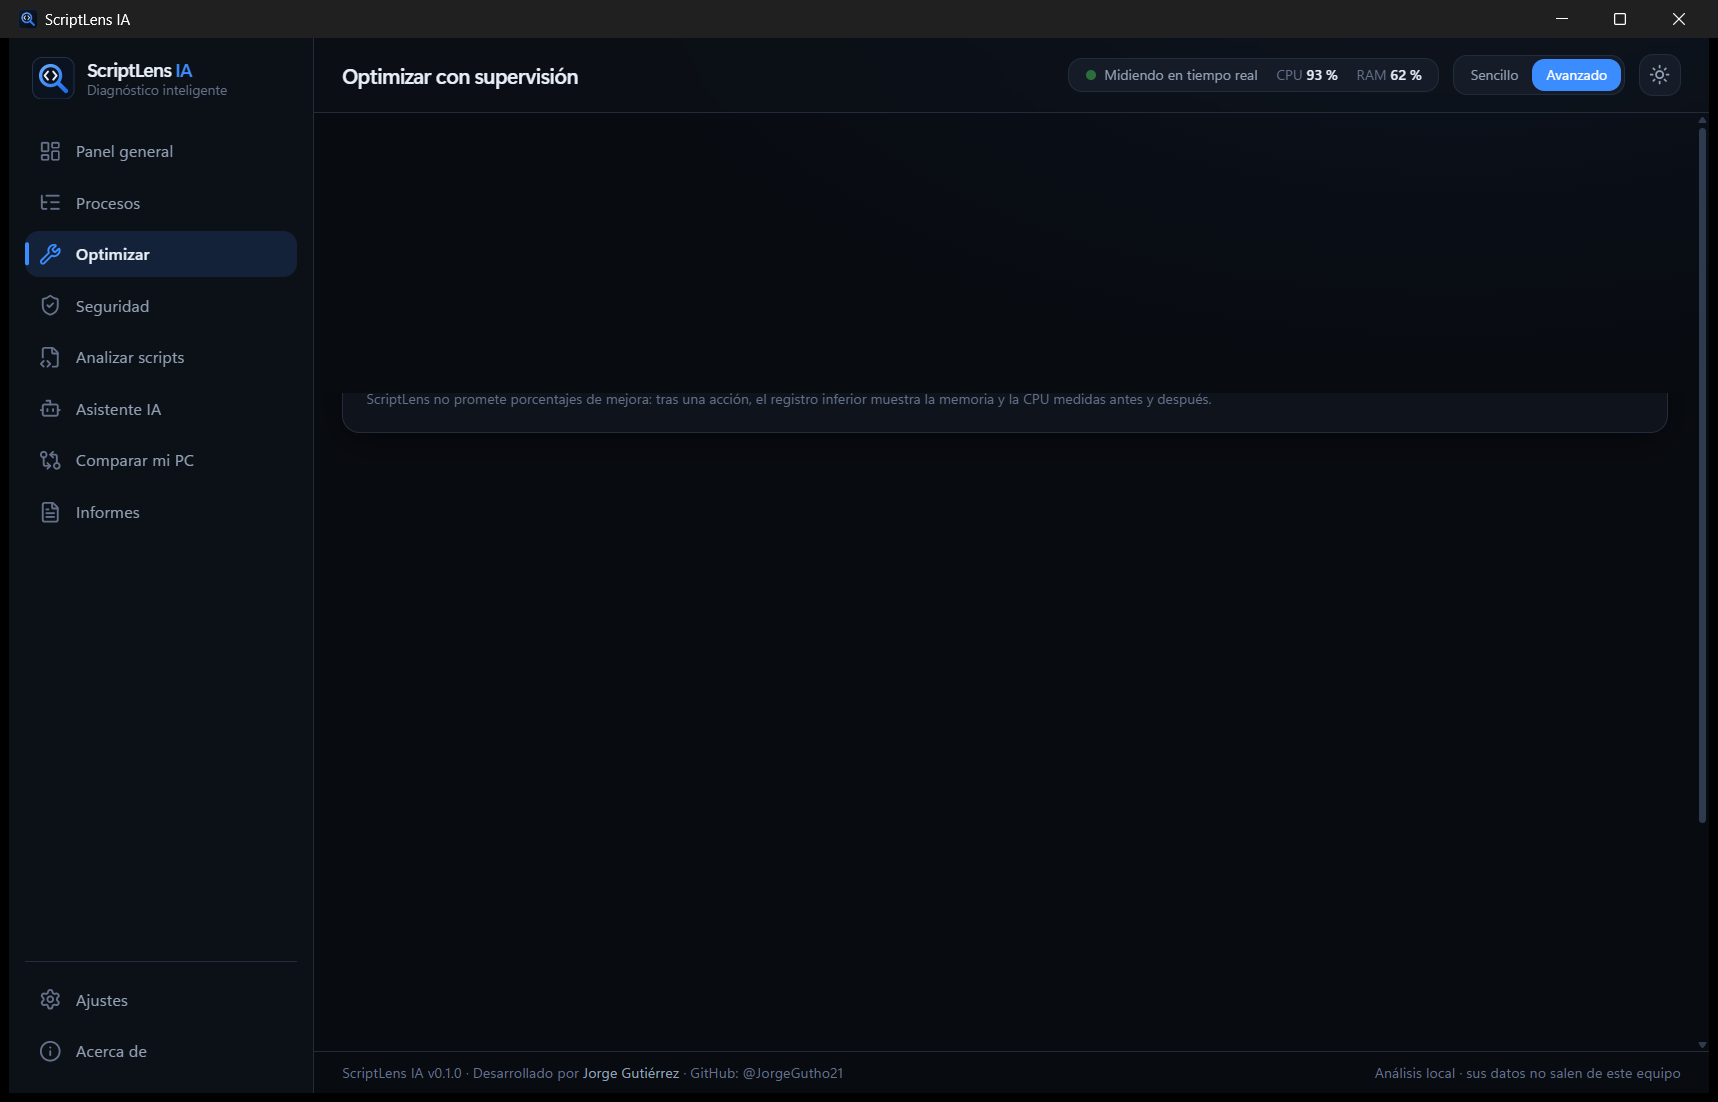 ScriptLens IA
ScriptLens IA
Diagnóstico inteligente
Optimizar con supervisión
Midiendo en tiempo real CPU 93 % RAM 62 %
Sencillo
Avanzado
Panel general
Procesos
Optimizar
Seguridad
Analizar scripts
Asistente IA
Comparar mi PC
Informes
ScriptLens no promete porcentajes de mejora: tras una acción, el registro inferior muestra la memoria y la CPU medidas antes y después.
Ajustes
Acerca de
ScriptLens IA v0.1.0 · Desarrollado por Jorge Gutiérrez · GitHub: @JorgeGutho21
Análisis local · sus datos no salen de este equipo